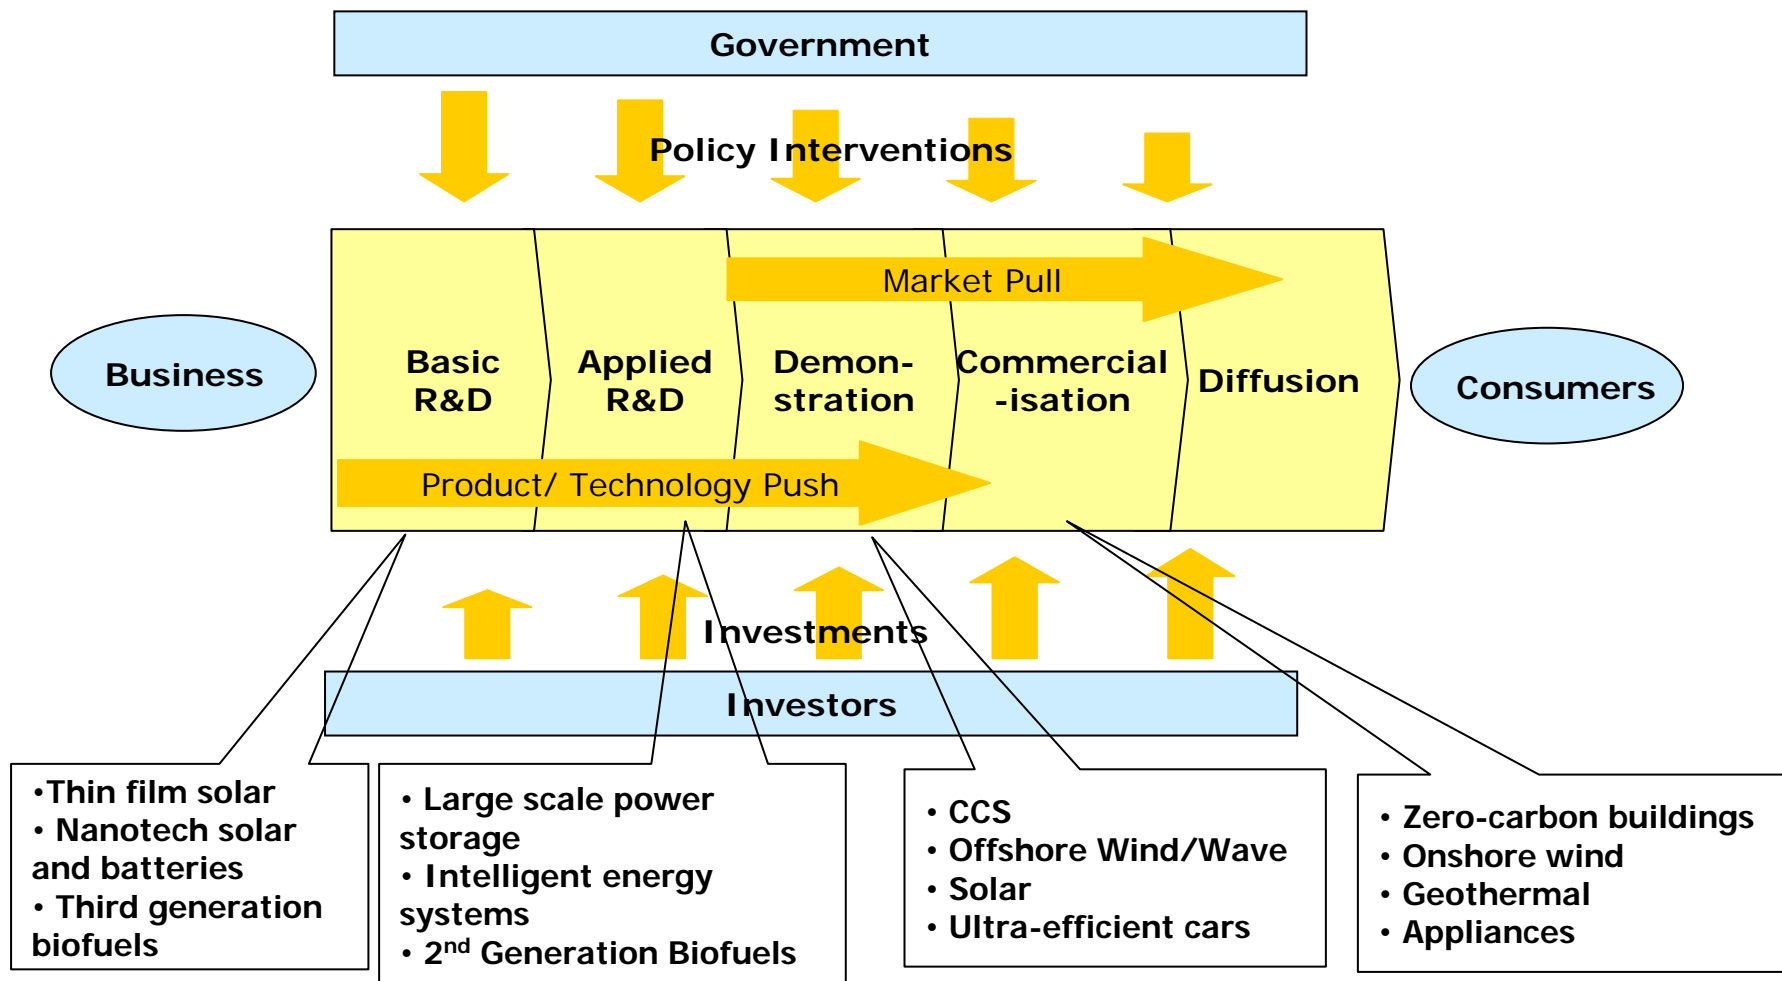 Government
Policy Interventions
Market Pull
Business
Basic
R&D
Applied
R&D
Demon-
stration
Commercial
-isation
Diffusion
Consumers
Product/ Technology Push
Investments
Investors
•Thin film solar
• Nanotech solar
and batteries
• Third generation
biofuels
• Large scale power
storage
• Intelligent energy
systems
• 2nd Generation Biofuels
• CCS
• Offshore Wind/Wave
• Solar
• Ultra-efficient cars
• Zero-carbon buildings
• Onshore wind
• Geothermal
• Appliances